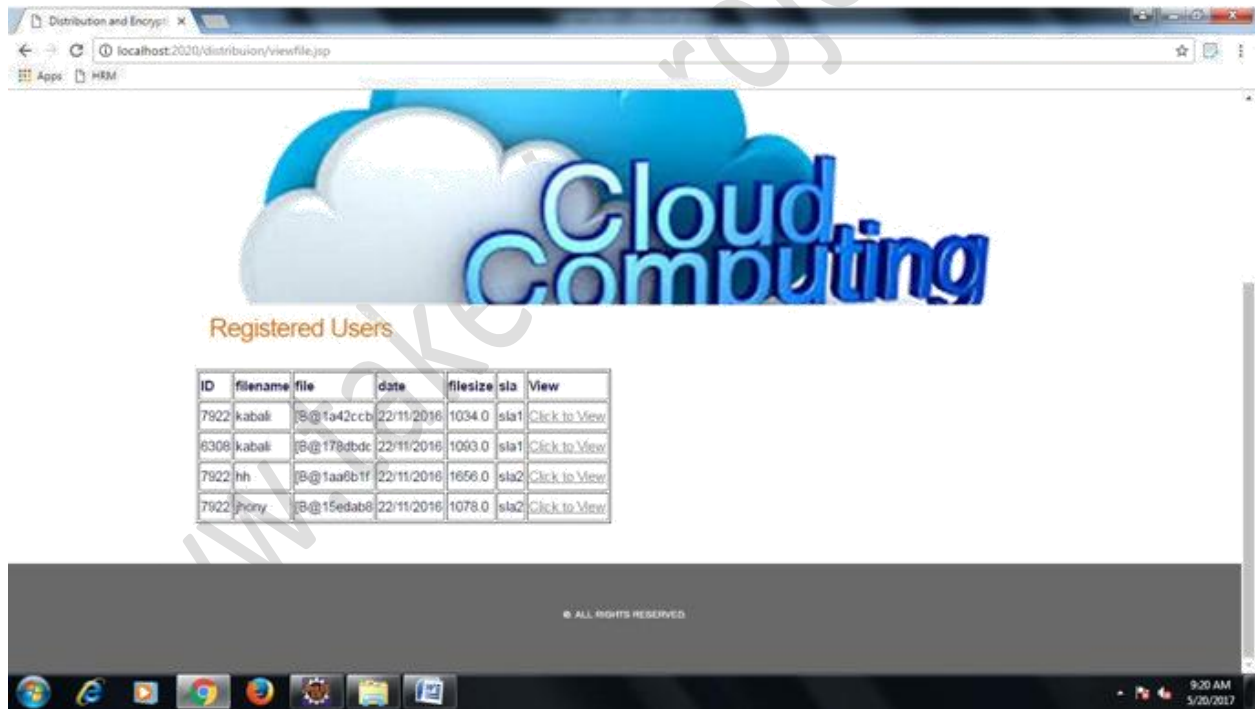 Distribution and Encrypti
localhost:2020/distribuion/viewfile.jsp
Apps HRM
Cloud
Computing
Registered Users
ID filename file date filesize sla View
7922 kabali [B@1a42ccb 22/11/2016 1034.0 sla1 Click to View
6308 kabali [B@178dbdc 22/11/2016 1093.0 sla1 Click to View
7922 hh [B@1aa6b1f 22/11/2016 1656.0 sla2 Click to View
7922 jhony [B@15edab8 22/11/2016 1078.0 sla2 Click to View
© ALL RIGHTS RESERVED.
9:20 AM
5/20/2017